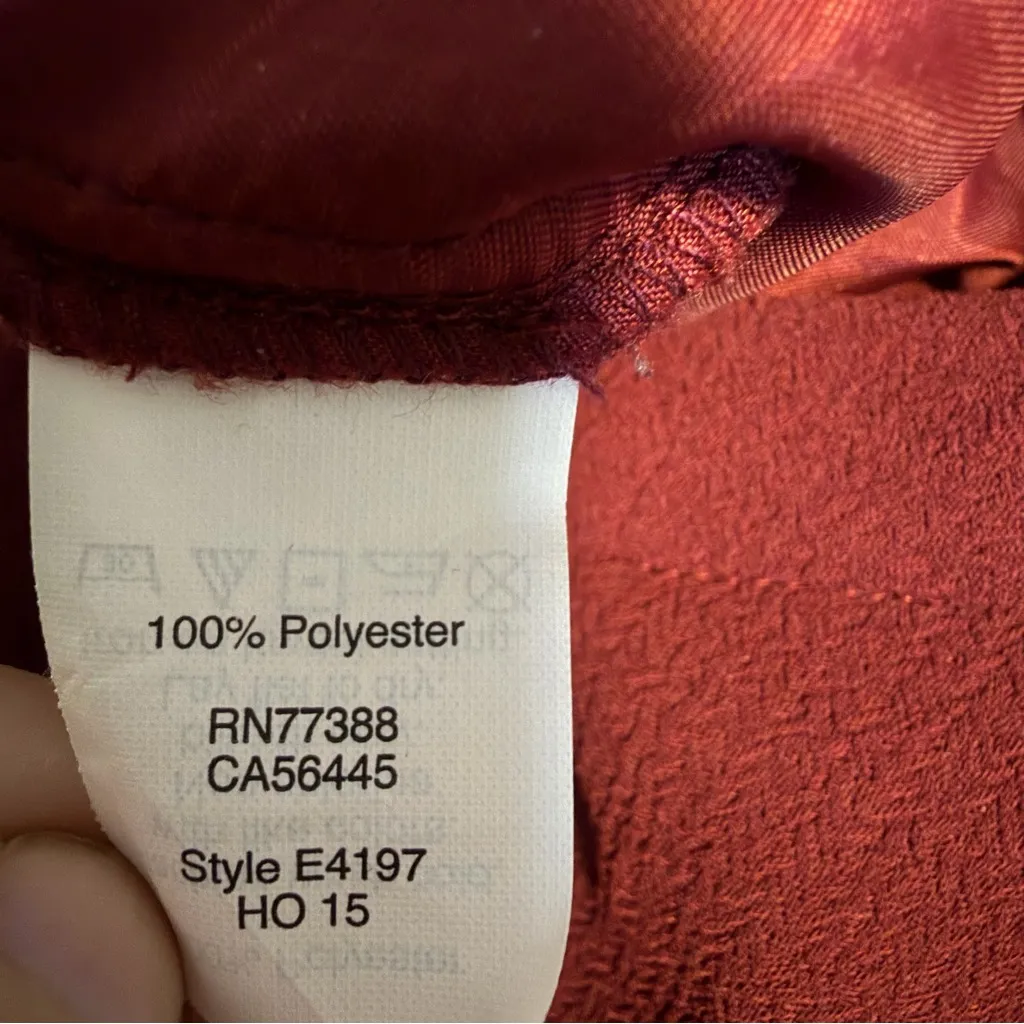 100% Polyester
RN77388
CA56445
Style E4197
HO 15